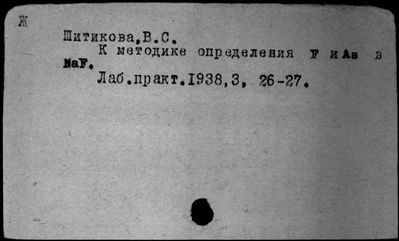 Ж
Шитикова,В.С.
К методике определения F и As в
NaF.
Лаб.практ.1938,3, 26-27.